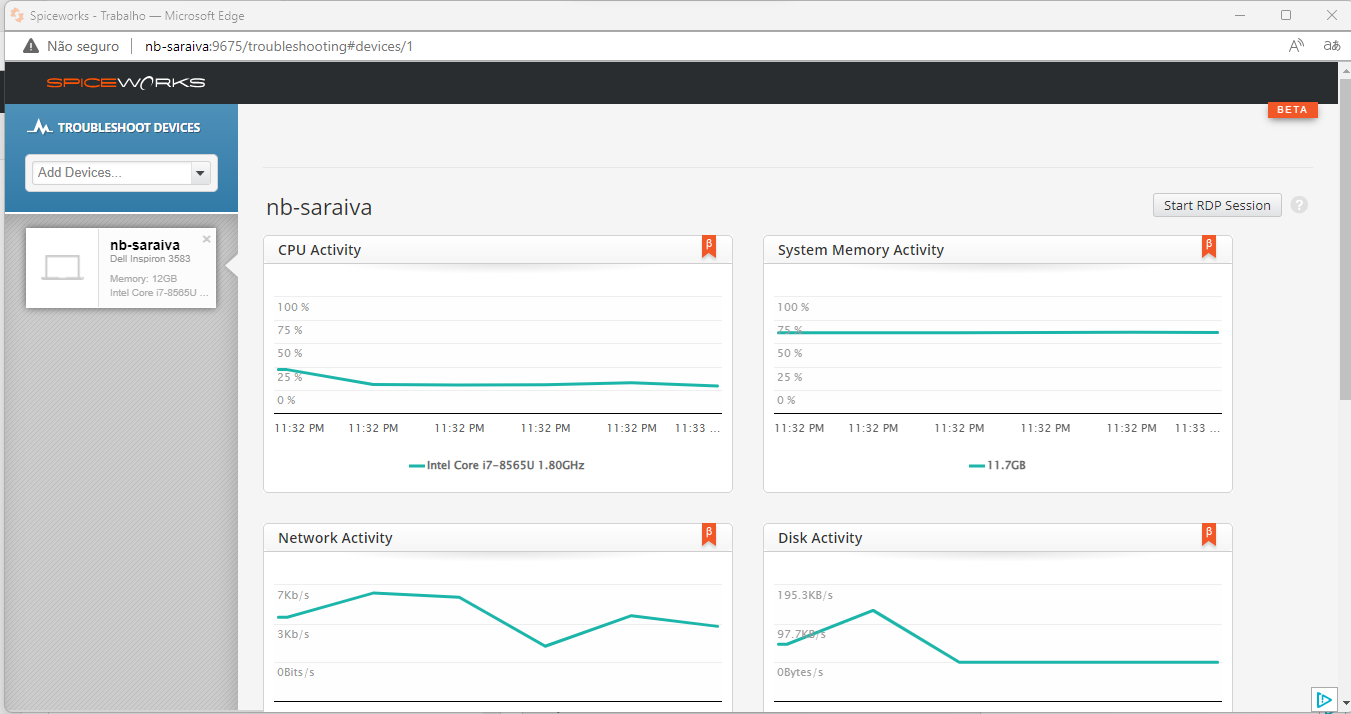 Spiceworks - Trabalho — Microsoft Edge
Não seguro
nb-saraiva:9675/troubleshooting#devices/1
SPICEWORKS
BETA
TROUBLESHOOT DEVICES
Add Devices...
nb-saraiva
Dell Inspiron 3583
Memory: 12GB
Intel Core i7-8565U ...
nb-saraiva
Start RDP Session
?
CPU Activity
β
100 %
75 %
50 %
25 %
0 %
11:32 PM 11:32 PM 11:32 PM 11:32 PM 11:32 PM 11:33 ...
Intel Core i7-8565U 1.80GHz
System Memory Activity
β
100 %
75 %
50 %
25 %
0 %
11:32 PM 11:32 PM 11:32 PM 11:32 PM 11:32 PM 11:33 ...
11.7GB
Network Activity
β
7Kb/s
3Kb/s
0Bits/s
Disk Activity
β
195.3KB/s
97.7KB/s
0Bytes/s